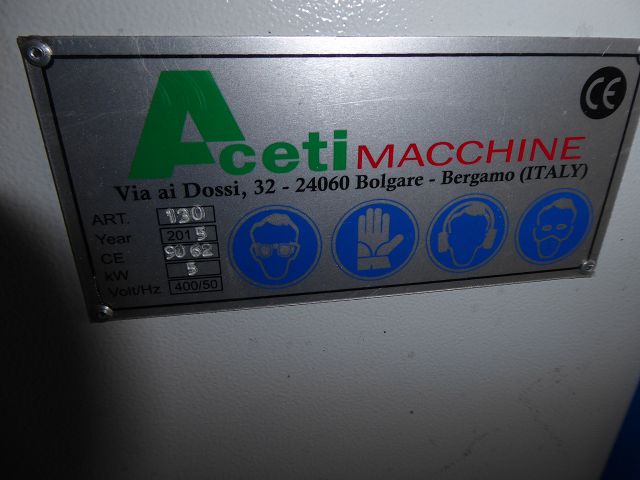 Aceti MACCHINE
CE
Via ai Dossi, 32 - 24060 Bolgare - Bergamo (ITALY)
ART. 130
Year 2015
CE 9062
kW 5
Volt/Hz 400/50